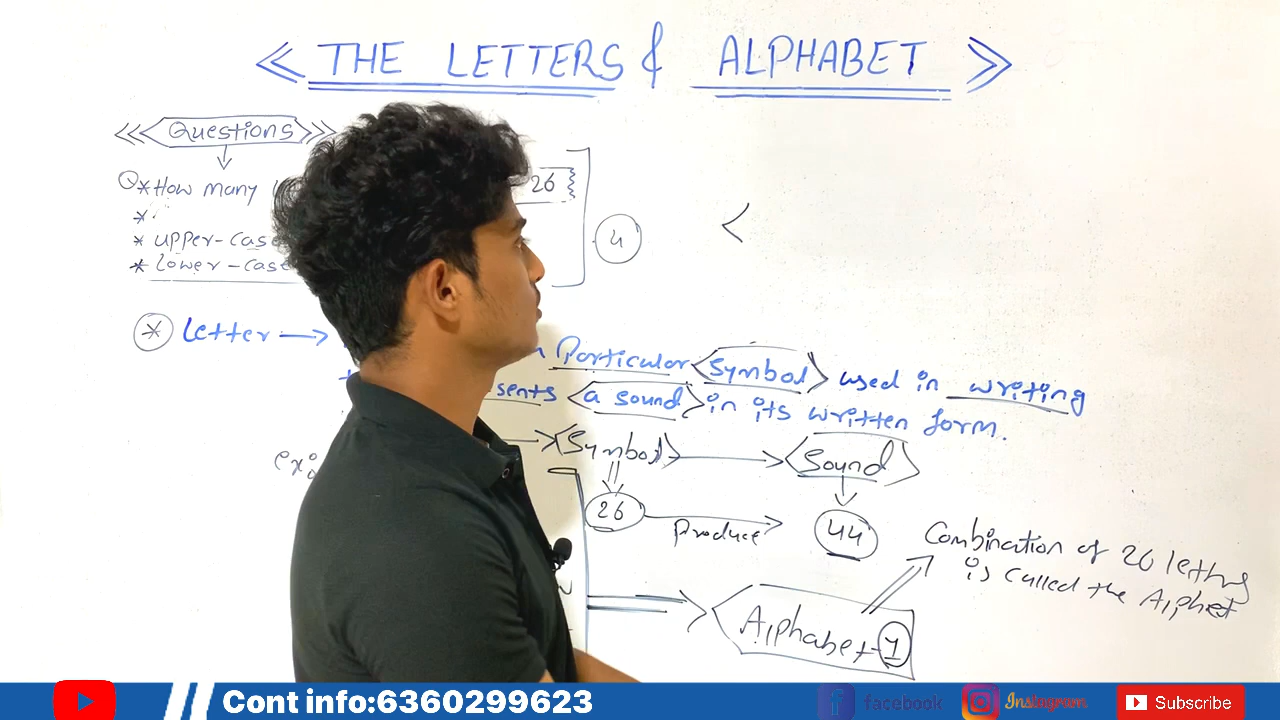 THE LETTERS & ALPHABET
Questions
Q * How many
26
*
* upper-case
* lower-case
4
* Letter →
Particular symbol used in writing
sents a sound in its written form.
symbol → sound
26 Produce 44
Combination of 26 letters
is called the Alphet
Alphabet-1
Cont info:6360299623
facebook
Instagram
Subscribe